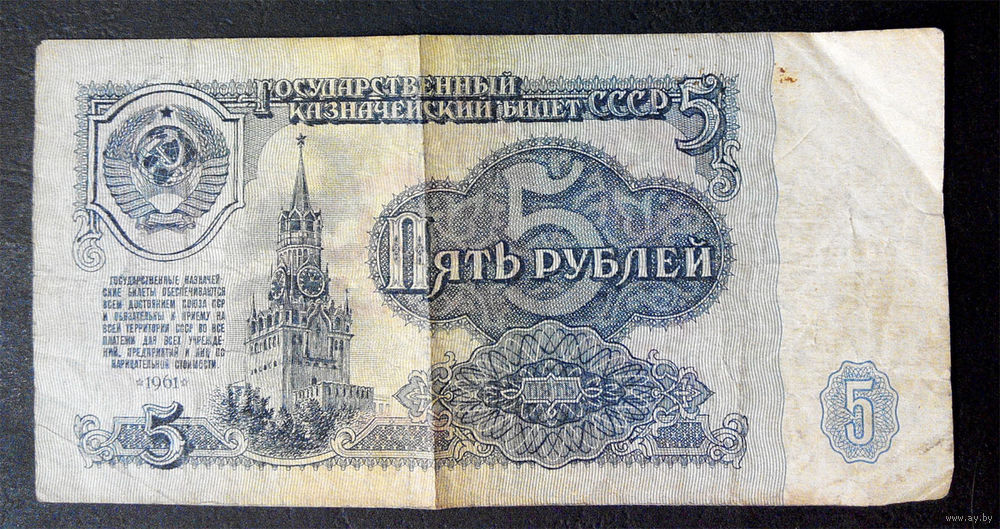 ГОСУДАРСТВЕННЫЙ
КАЗНАЧЕЙСКИЙ БИЛЕТ СССР 5
5
ПЯТЬ РУБЛЕЙ
ГОСУДАРСТВЕННЫЕ КАЗНАЧЕЙ-
СКИЕ БИЛЕТЫ ОБЕСПЕЧИВАЮТСЯ
ВСЕМ ДОСТОЯНИЕМ СОЮЗА ССР
И ОБЯЗАТЕЛЬНЫ К ПРИЕМУ НА
ВСЕЙ ТЕРРИТОРИИ СССР ВО ВСЕ
ПЛАТЕЖИ ДЛЯ ВСЕХ УЧРЕЖДЕ-
НИЙ, ПРЕДПРИЯТИЙ И ЛИЦ ПО
НАРИЦАТЕЛЬНОЙ СТОИМОСТИ.
1961
5
5
www.ay.by